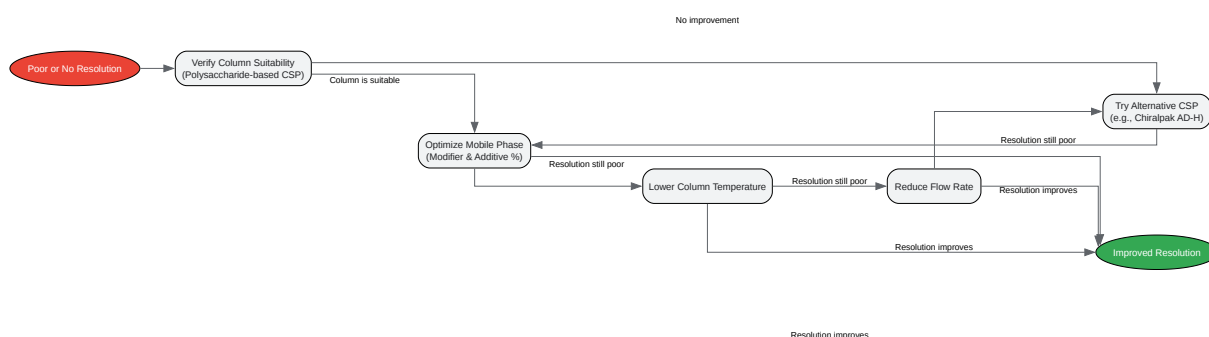 No improvement
Poor or No Resolution
Verify Column Suitability
(Polysaccharide-based CSP)
Column is suitable
Try Alternative CSP
(e.g., Chiralpak AD-H)
Resolution still poor
Optimize Mobile Phase
(Modifier & Additive %)
Resolution still poor
Lower Column Temperature
Resolution still poor
Reduce Flow Rate
Resolution improves
Resolution improves
Improved Resolution
Resolution improves